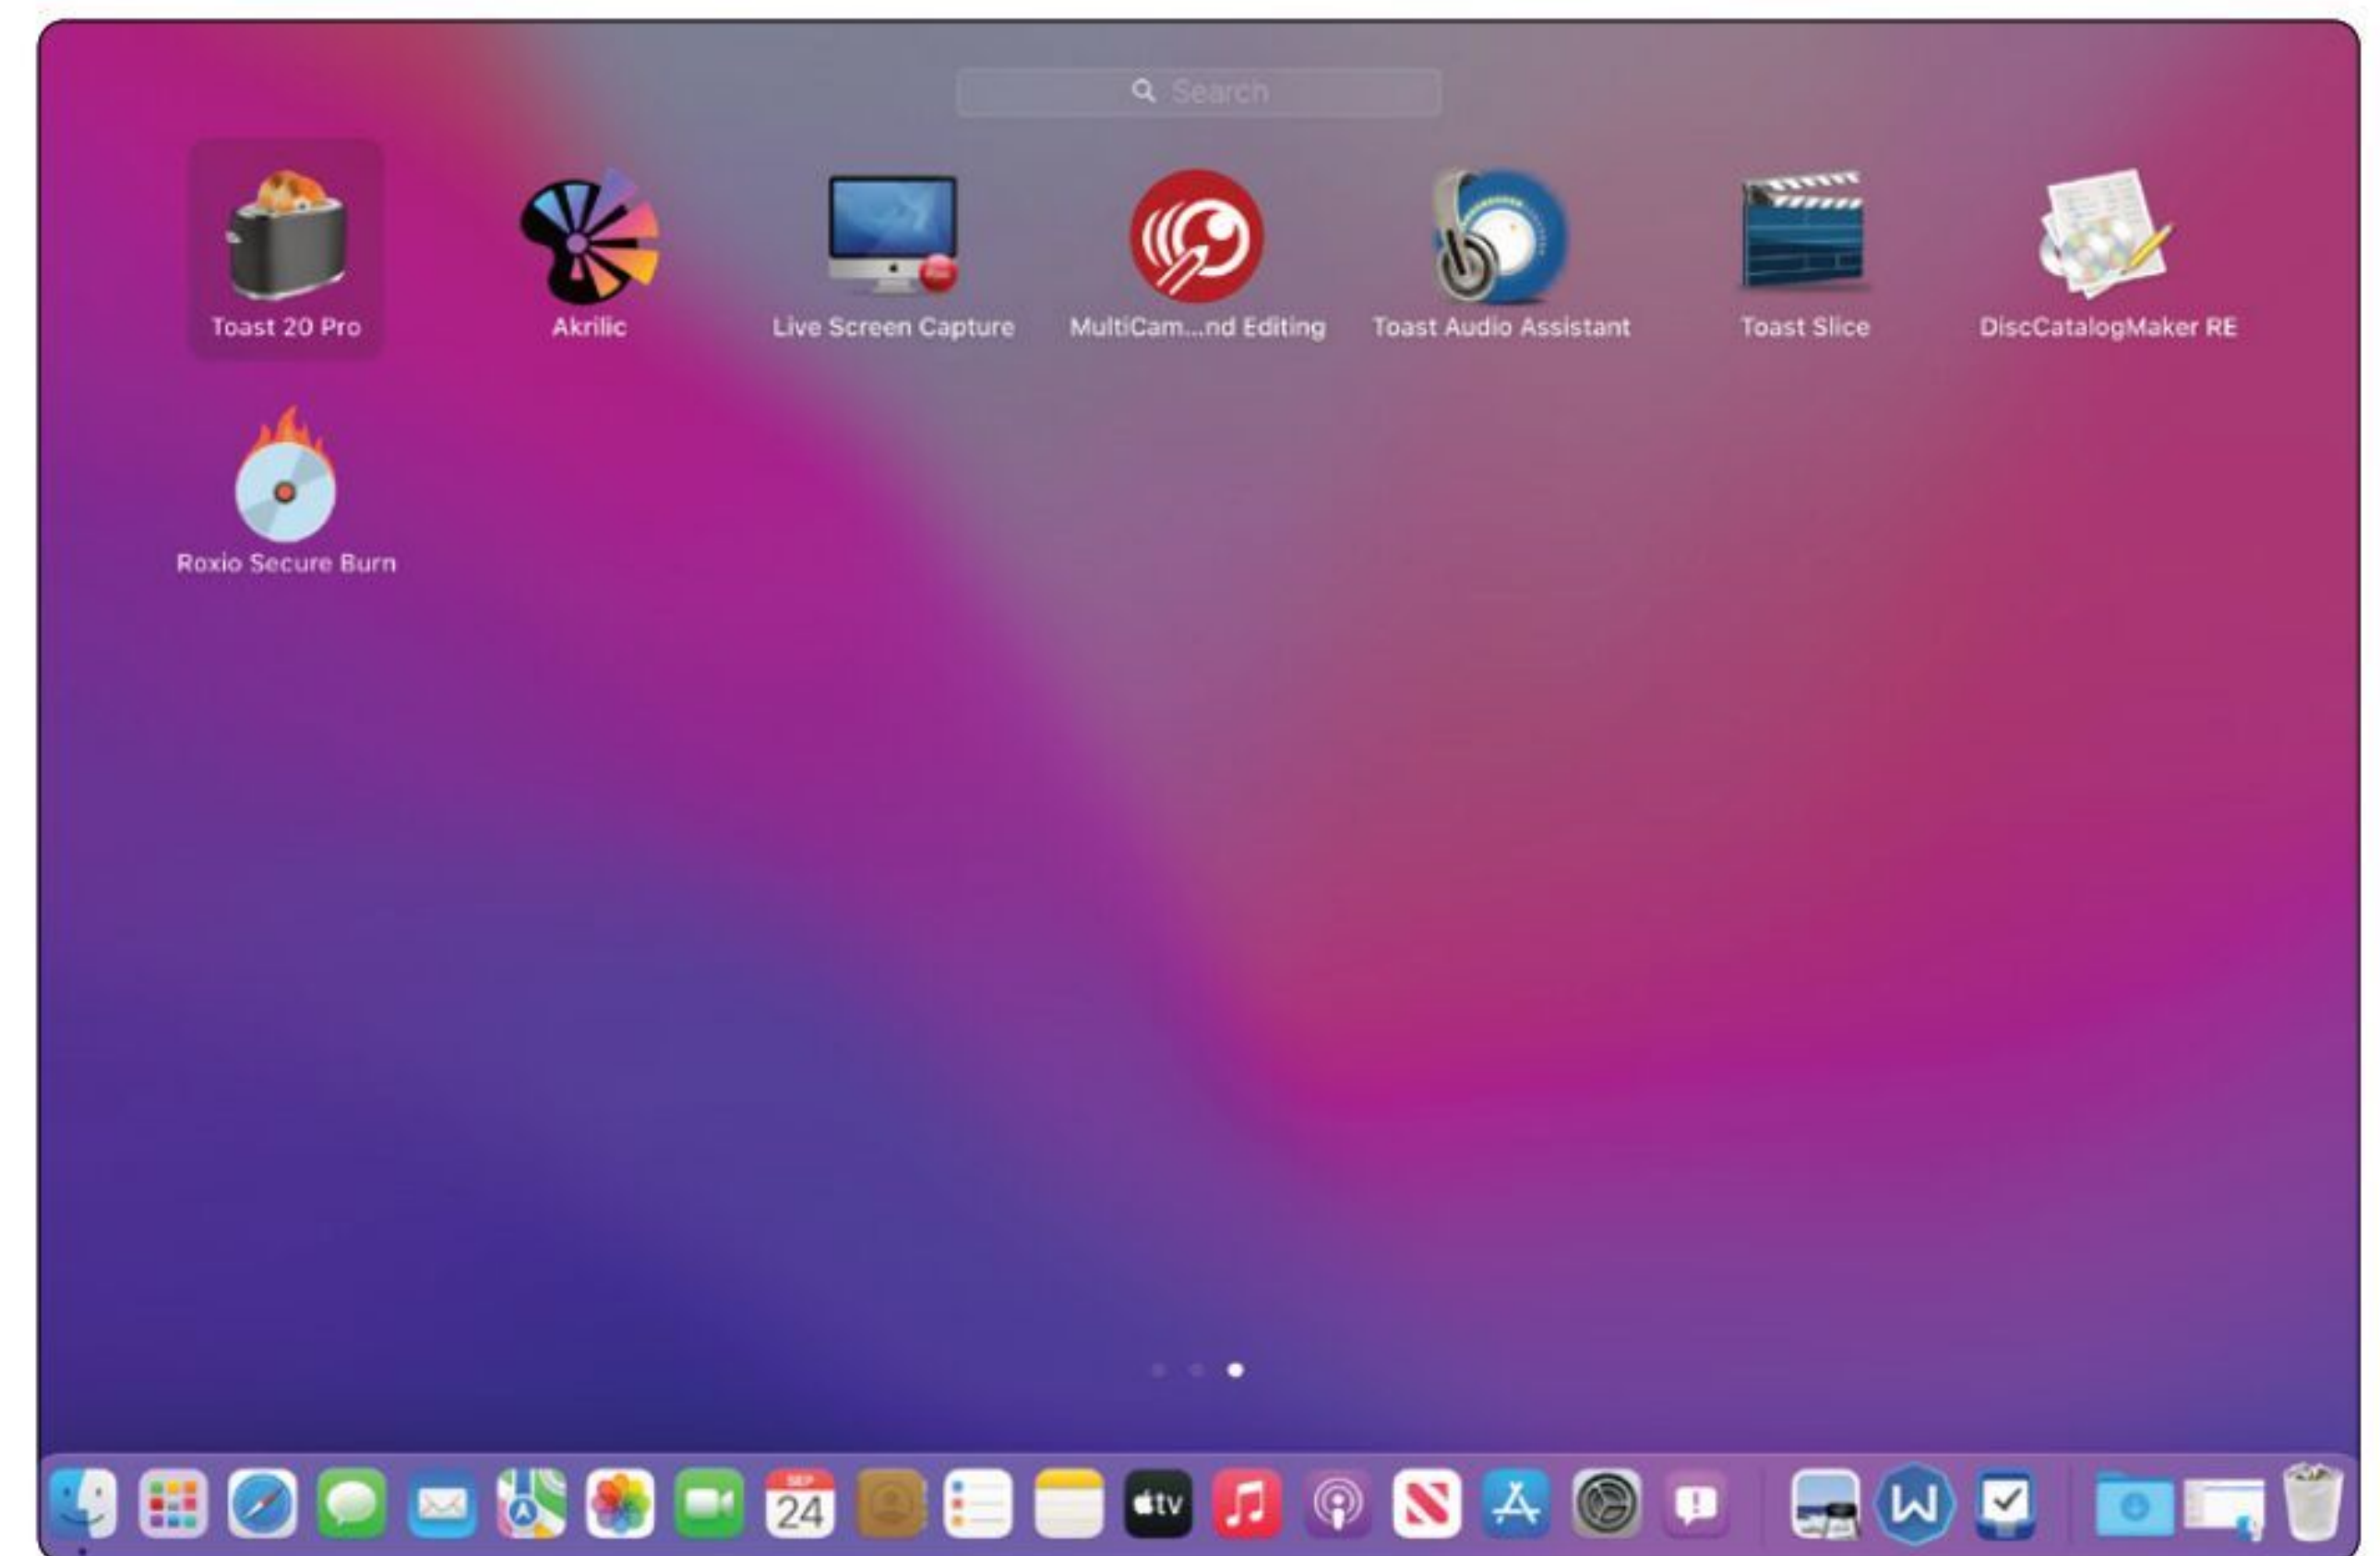 Search
Toast 20 Pro
Akrilic
Live Screen Capture
MultiCam...nd Editing
Toast Audio Assistant
Toast Slice
DiscCatalogMaker RE
Roxio Secure Burn
SEP
24
tv